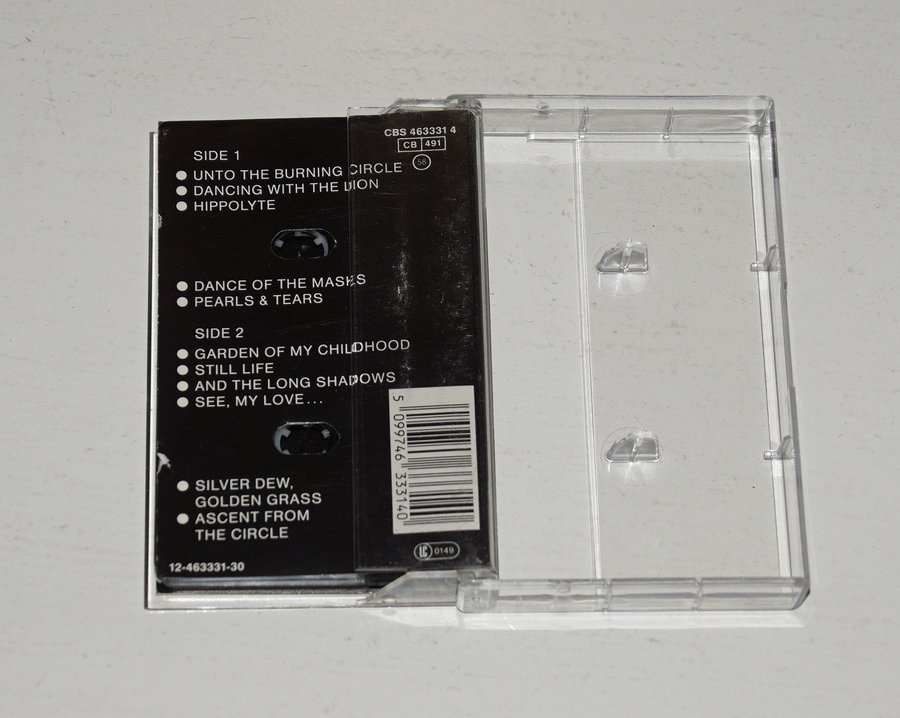 CBS 463331 4
CB 491
58
SIDE 1
UNTO THE BURNING CIRCLE
DANCING WITH THE LION
HIPPOLYTE
DANCE OF THE MASKS
PEARLS & TEARS
SIDE 2
GARDEN OF MY CHILDHOOD
STILL LIFE
AND THE LONG SHADOWS
SEE, MY LOVE...
SILVER DEW,
GOLDEN GRASS
ASCENT FROM
THE CIRCLE
5 099746 333140
LC 0149
12-463331-30